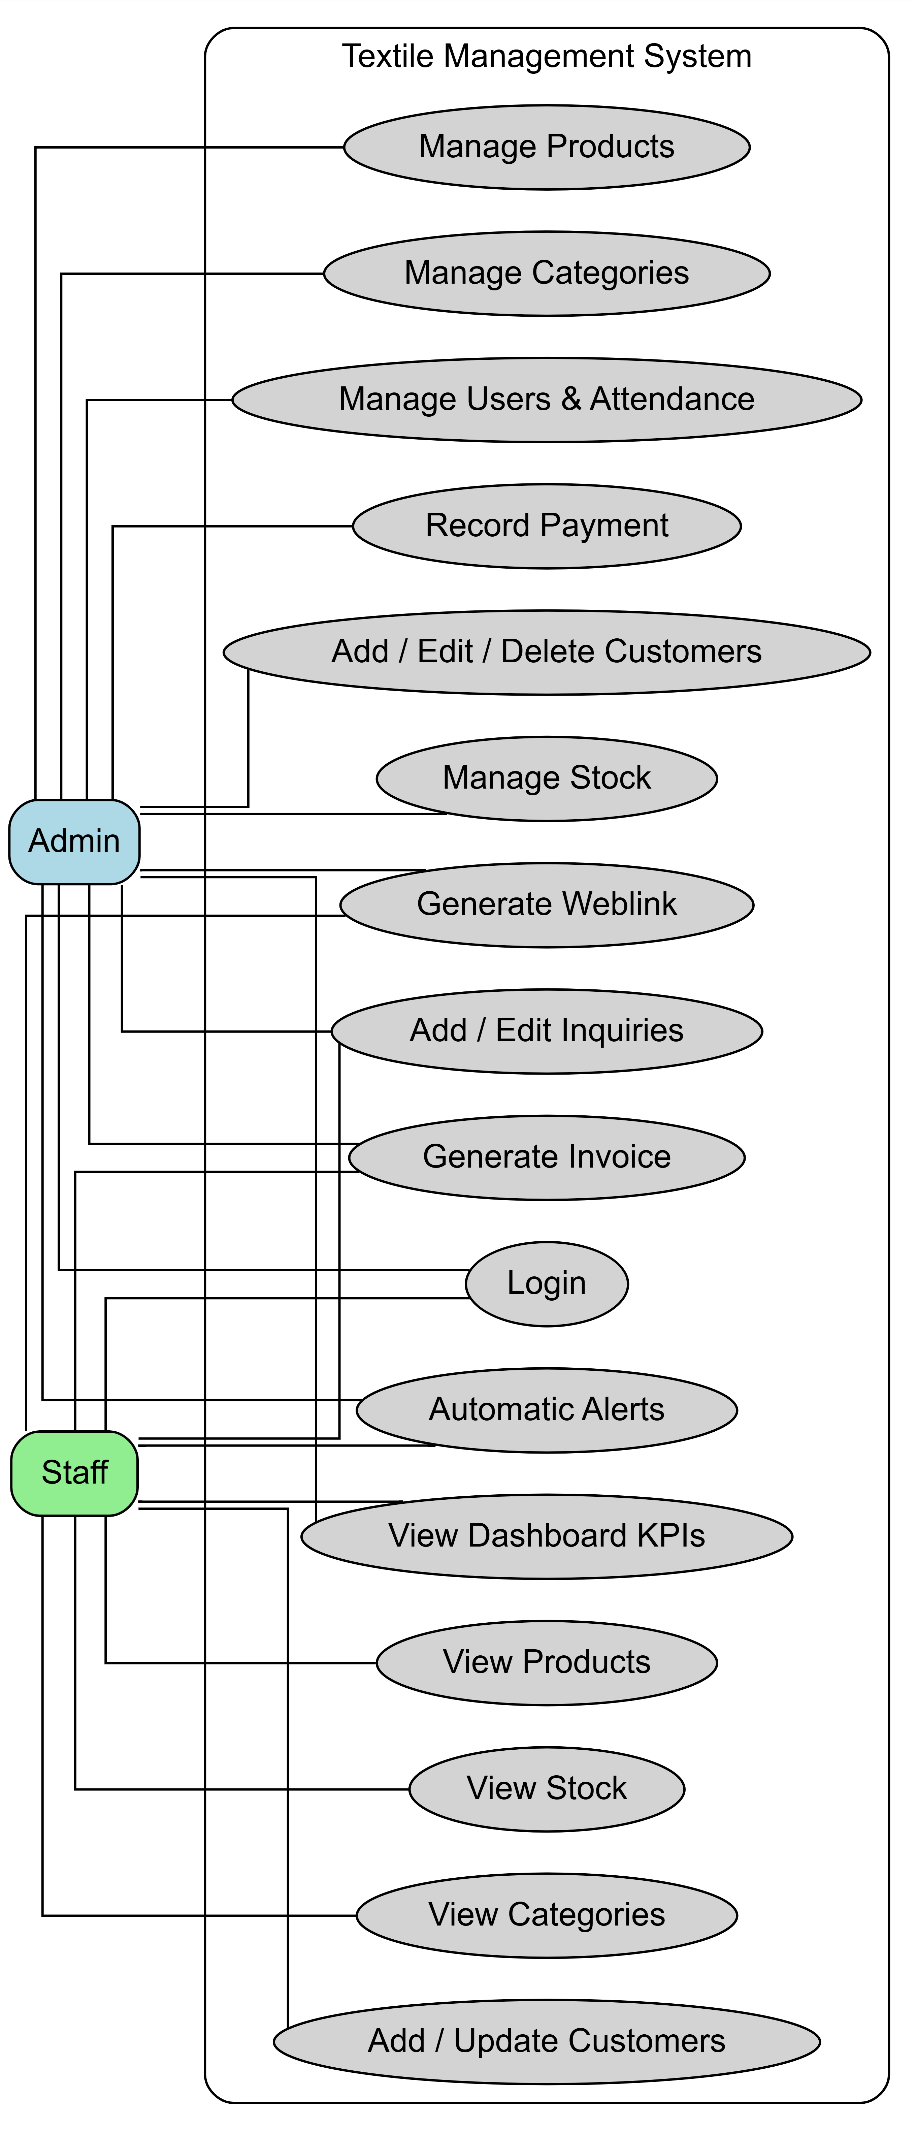 Textile Management System
Manage Products
Manage Categories
Manage Users & Attendance
Record Payment
Add / Edit / Delete Customers
Manage Stock
Admin
Generate Weblink
Add / Edit Inquiries
Generate Invoice
Login
Automatic Alerts
Staff
View Dashboard KPIs
View Products
View Stock
View Categories
Add / Update Customers